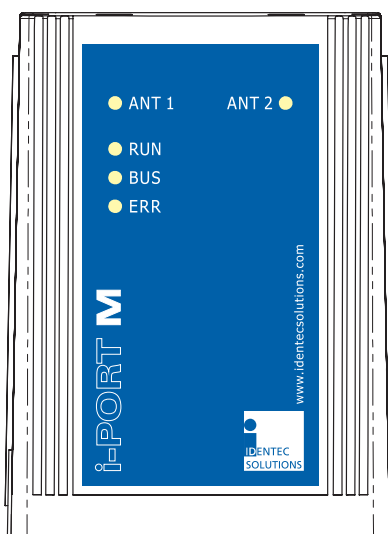 ANT 1
ANT 2
RUN
BUS
ERR
i-PORT M
www.identecsolutions.com
i
IDENTEC
SOLUTIONS